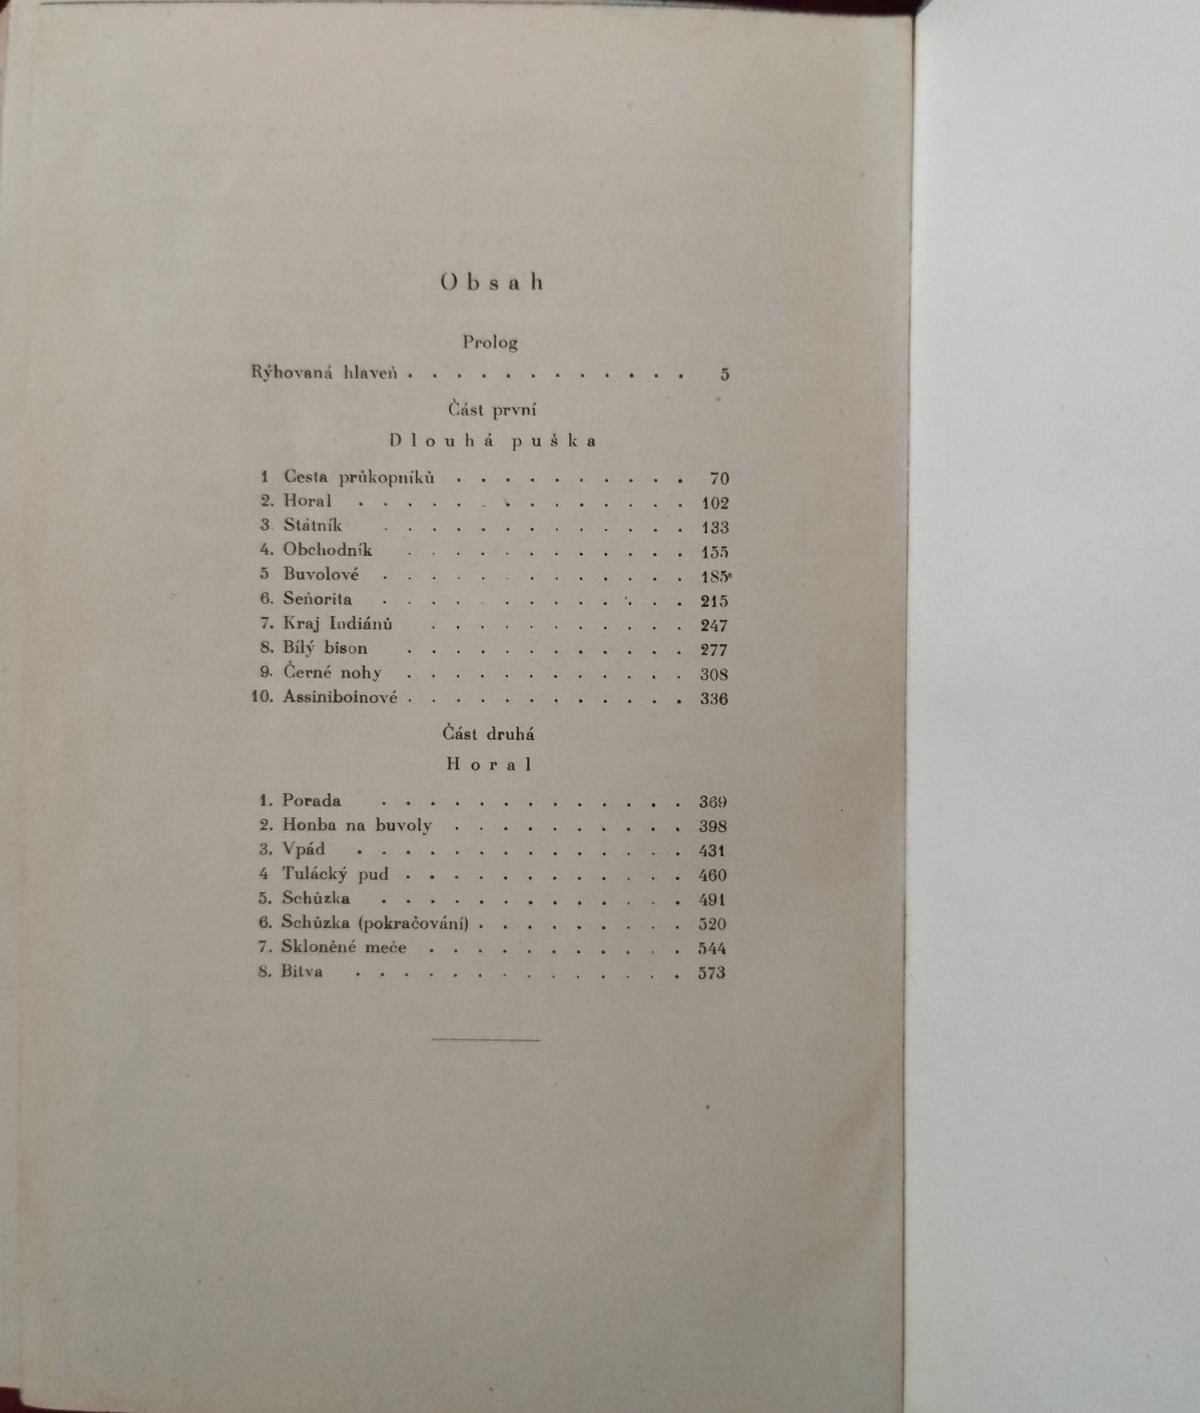 Obsah
Prolog
Rýhovaná hlaveň . . . . . . . . . . . . 5
Část první
Dlouhá puška
1 Cesta průkopníků . . . . . . . . . . 70
2. Horal . . . . . . . . . . . . . . 102
3 Státník . . . . . . . . . . . . . 133
4. Obchodník . . . . . . . . . . . . 155
5 Buvolové . . . . . . . . . . . . . 185
6. Seňorita . . . . . . . . . . . . . 215
7. Kraj Indiánů . . . . . . . . . . . 247
8. Bílý bison . . . . . . . . . . . . 277
9. Černé nohy . . . . . . . . . . . . 308
10. Assiniboinové . . . . . . . . . . . . 336
Část druhá
Horal
1. Porada . . . . . . . . . . . . . 369
2. Honba na buvoly . . . . . . . . . . 398
3. Vpád . . . . . . . . . . . . . . 431
4 Tulácký pud . . . . . . . . . . . . 460
5. Schůzka . . . . . . . . . . . . . 491
6. Schůzka (pokračování) . . . . . . . . . 520
7. Skloněné meče . . . . . . . . . . . 544
8. Bitva . . . . . . . . . . . . . . 573